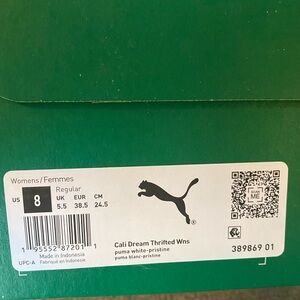 Womens/Femmes
Regular
US 8 UK 5.5 EUR 38.5 CM 24.5
1 95552 87201 1
UPC-A
Made in Indonesia
Fabriqué en Indonésie
Cali Dream Thrifted Wns
puma white-pristine
puma blanc-pristine
ME
389869 01